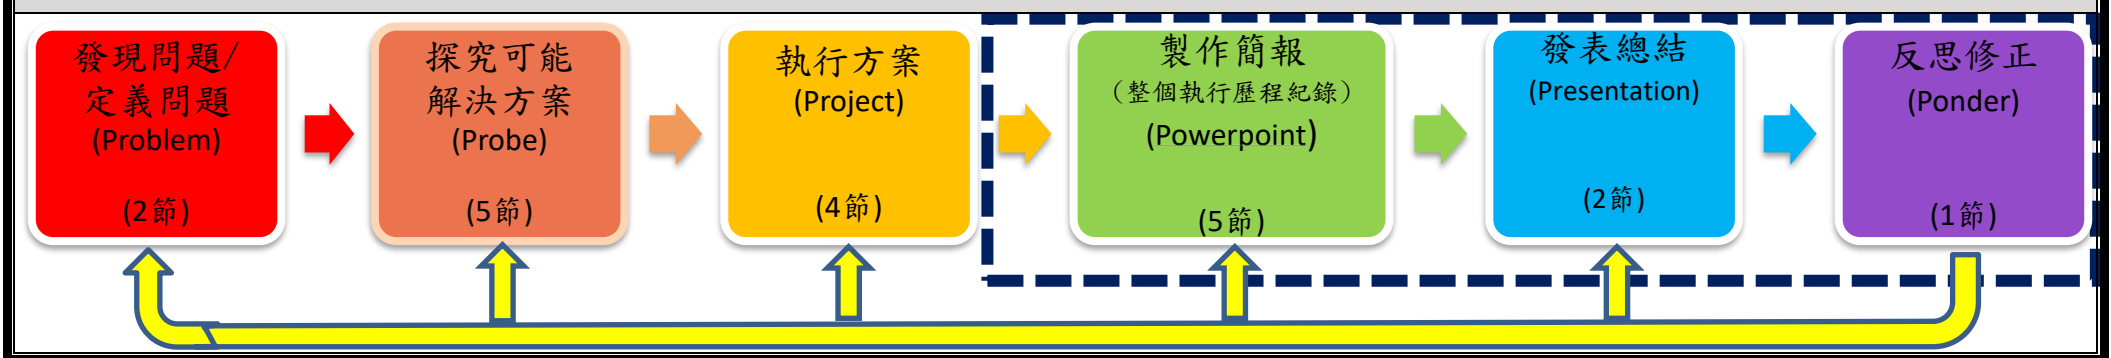 發現問題/
定義問題
(Problem)
(2節)
探究可能
解決方案
(Probe)
(5節)
執行方案
(Project)
(4節)
製作簡報
（整個執行歷程紀錄）
(Powerpoint)
(5節)
發表總結
(Presentation)
(2節)
反思修正
(Ponder)
(1節)